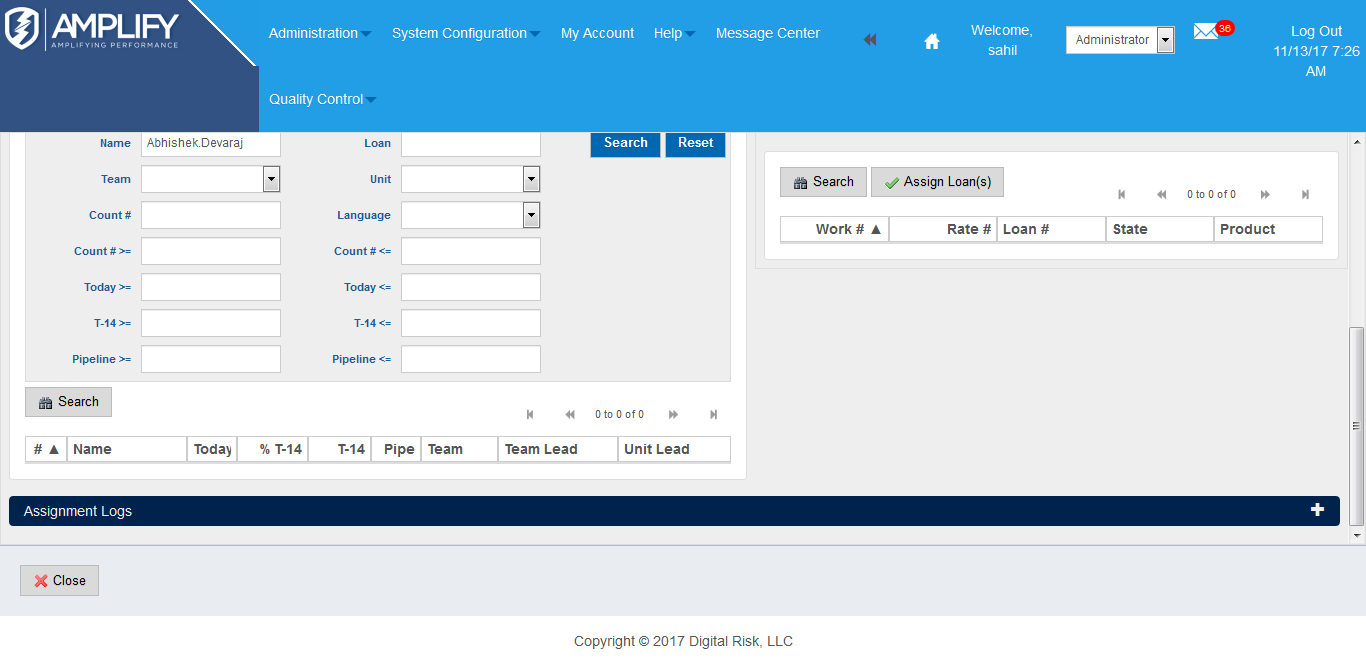 AMPLIFY
AMPLIFYING PERFORMANCE
Administration System Configuration My Account Help Message Center
Quality Control
Welcome, sahil
Administrator
36
Log Out
11/13/17 7:26 AM
Name Abhishek.Devaraj Loan Search Reset
Team Unit
Count # Language
Count # >= Count # <=
Today >= Today <=
T-14 >= T-14 <=
Pipeline >= Pipeline <=
Search
0 to 0 of 0
# ▲ Name Today % T-14 T-14 Pipe Team Team Lead Unit Lead
Search Assign Loan(s)
0 to 0 of 0
Work # ▲ Rate # Loan # State Product
Assignment Logs
Close
Copyright © 2017 Digital Risk, LLC